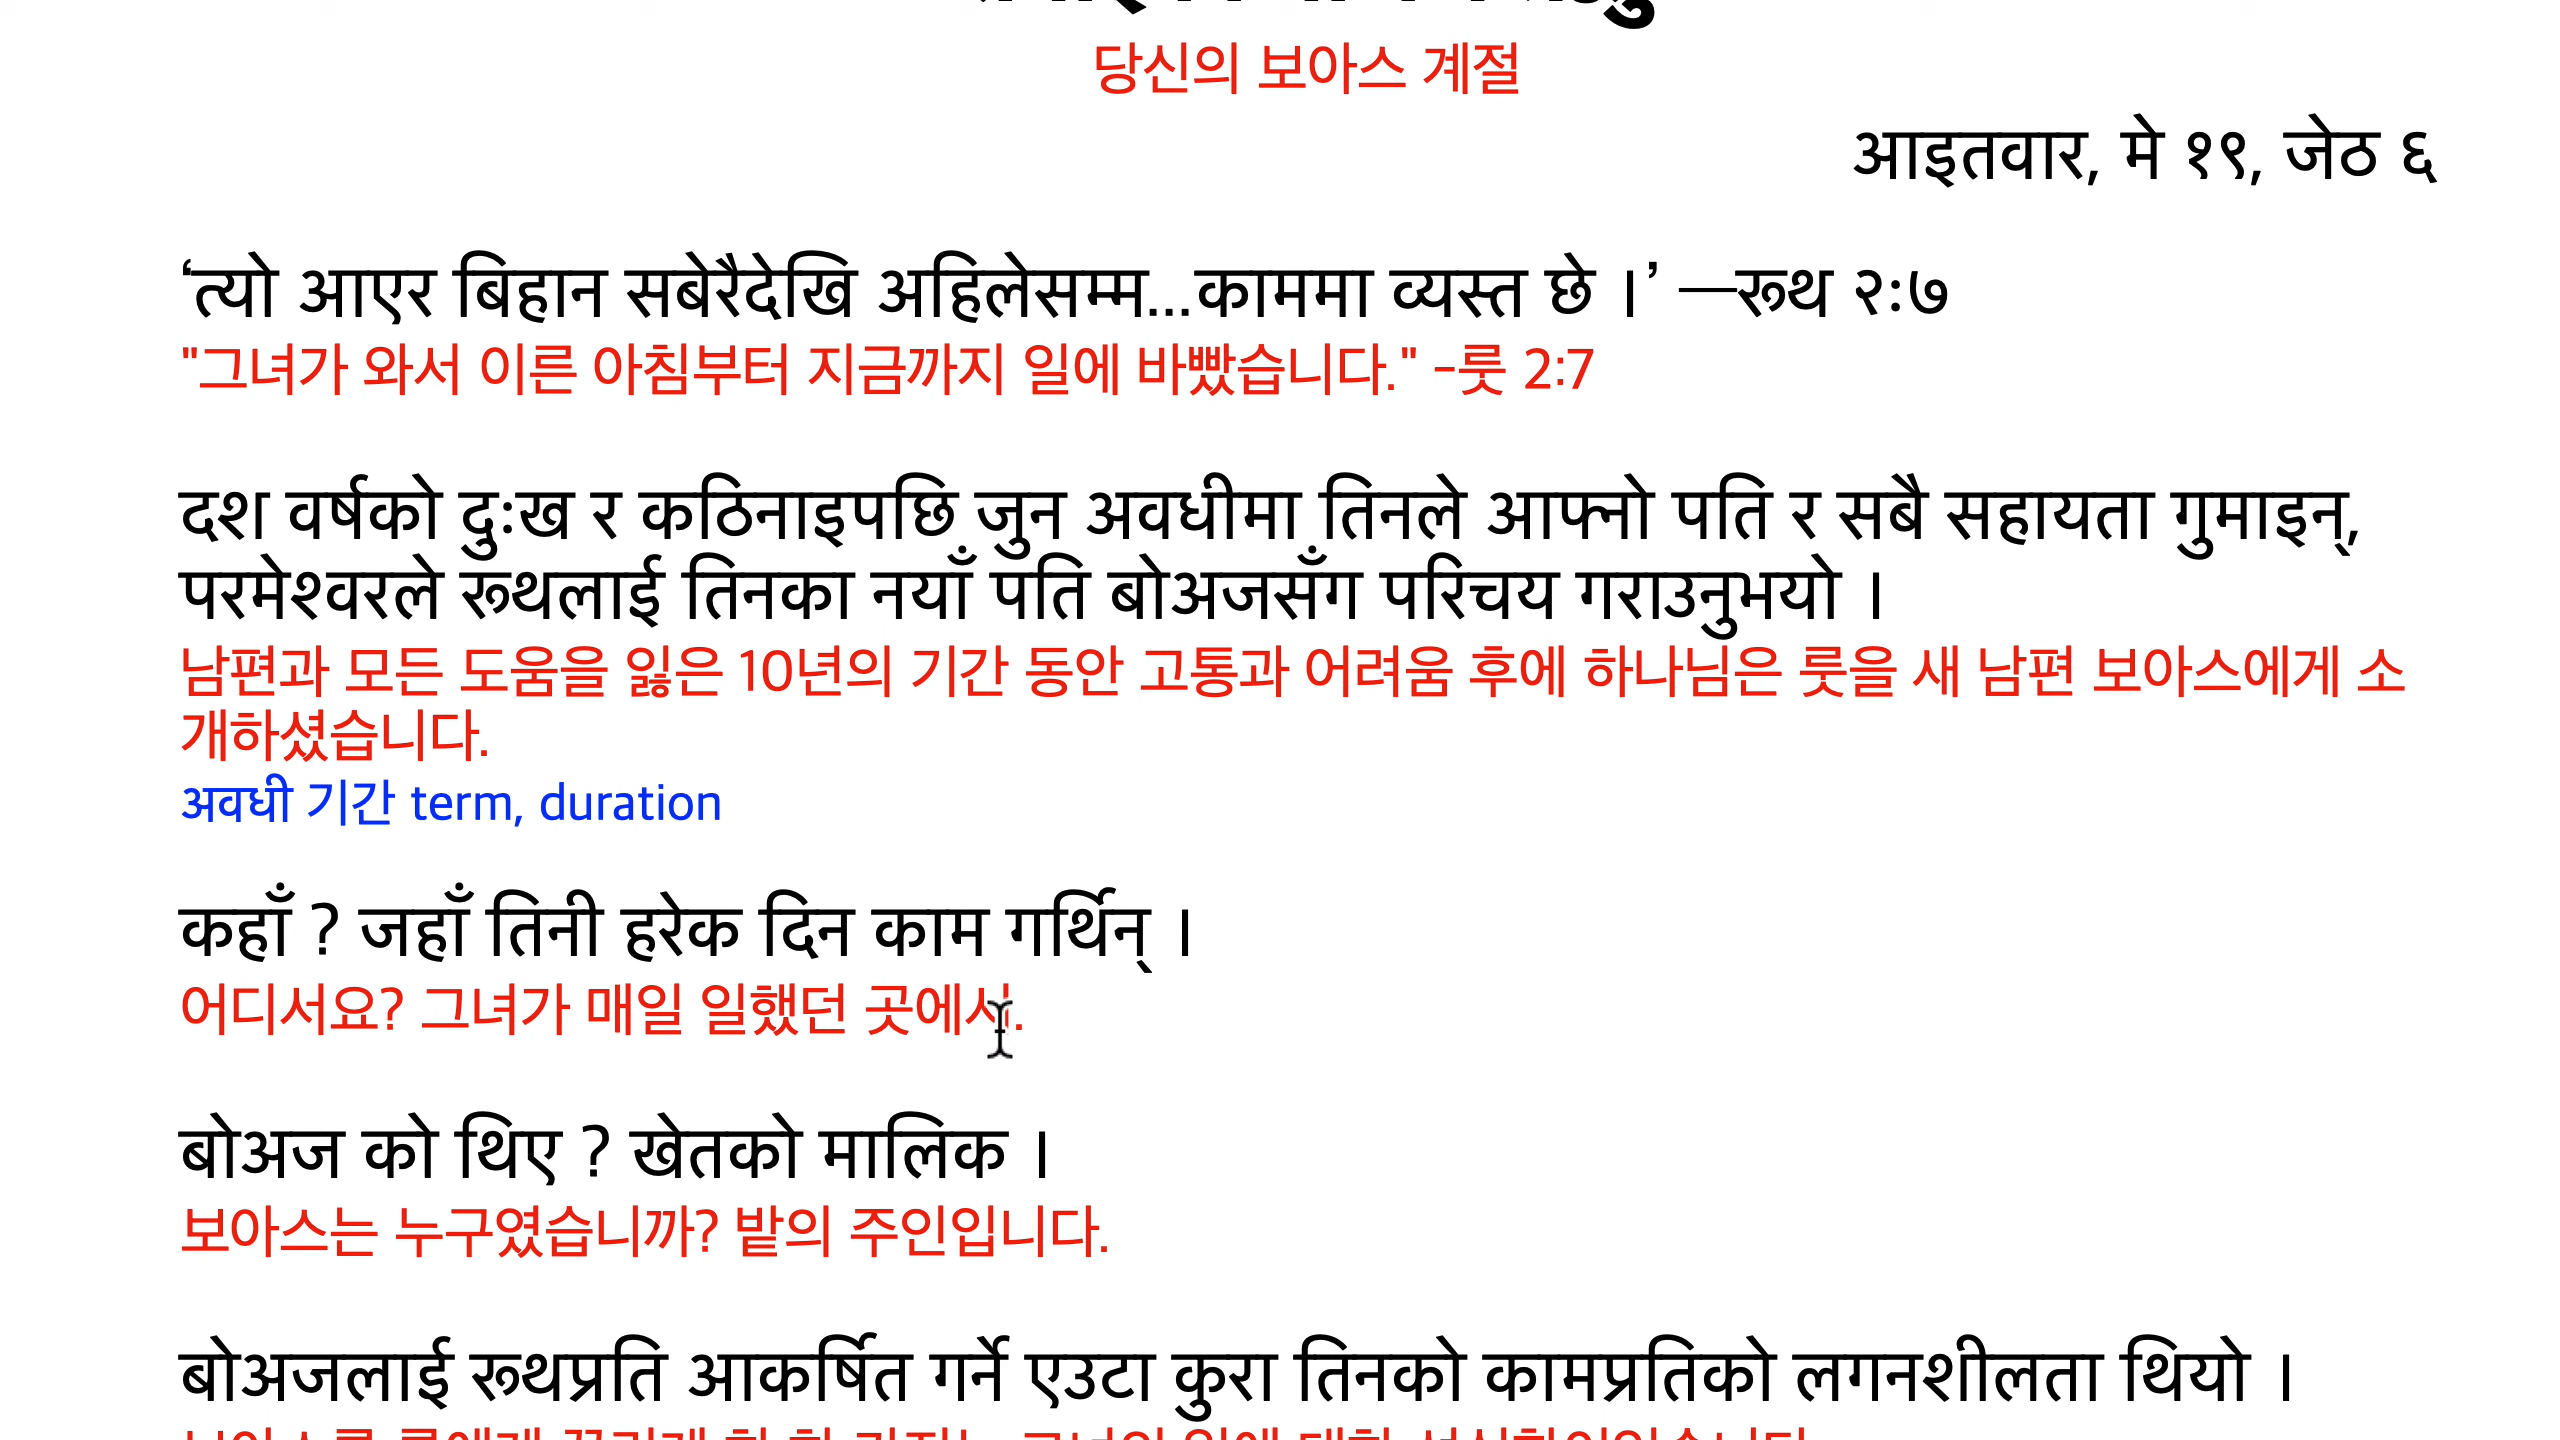 당신의 보아스 계절
आइतवार, मे १९, जेठ ६
‘त्यो आएर बिहान सबेरैदेखि अहिलेसम्म...काममा व्यस्त छे ।’ —रूथ २:७
"그녀가 와서 이른 아침부터 지금까지 일에 바빴습니다." -룻 2:7
दश वर्षको दुःख र कठिनाइपछि जुन अवधीमा तिनले आफ्नो पति र सबै सहायता गुमाइन्,
परमेश्वरले रूथलाई तिनका नयाँ पति बोअजसँग परिचय गराउनुभयो ।
남편과 모든 도움을 잃은 10년의 기간 동안 고통과 어려움 후에 하나님은 룻을 새 남편 보아스에게 소
개하셨습니다.
अवधी 기간 term, duration
कहाँ ? जहाँ तिनी हरेक दिन काम गर्थिन् ।
어디서요? 그녀가 매일 일했던 곳에서.
बोअज को थिए ? खेतको मालिक ।
보아스는 누구였습니까? 밭의 주인입니다.
बोअजलाई रूथप्रति आकर्षित गर्ने एउटा कुरा तिनको कामप्रतिको लगनशीलता थियो ।